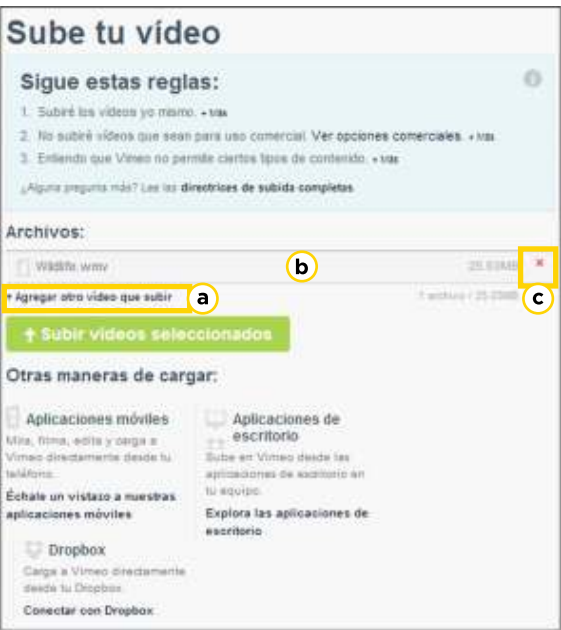 Sube tu vídeo
Sigue estas reglas:
1. Subiré los vídeos yo mismo. + Más
2. No subiré vídeos que sean para uso comercial. Ver opciones comerciales. + Más
3. Entiendo que Vimeo no permite ciertos tipos de contenido. + Más
¿Alguna pregunta más? Lee las directrices de subida completas
Archivos:
Wildlife.wmv b 25.03MB × c
+ Agregar otro vídeo que subir a 1 archivo / 25.03MB
+ Subir vídeos seleccionados
Otras maneras de cargar:
Aplicaciones móviles
Mira, filma, edita y carga a
Vimeo directamente desde tu
teléfono.
Échale un vistazo a nuestras
aplicaciones móviles
Aplicaciones de
escritorio
Sube en Vimeo desde las
aplicaciones de escritorio en
tu equipo.
Explora las aplicaciones de
escritorio
Dropbox
Carga a Vimeo directamente
desde tu Dropbox.
Conectar con Dropbox